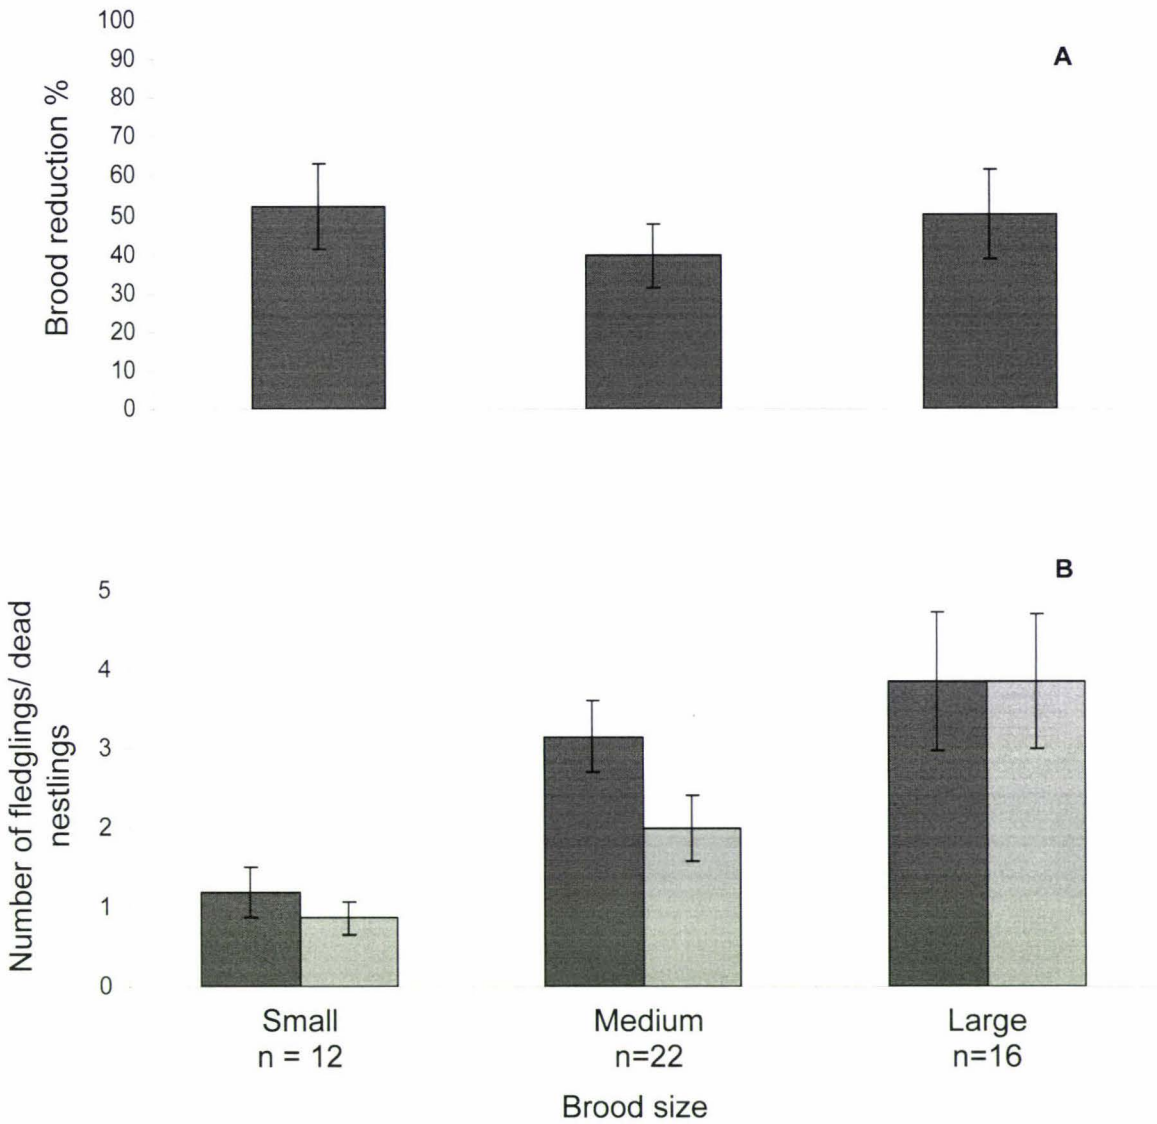 100
90
80
70
60
50
40
30
20
10
0
Brood reduction %
A
5
4
3
2
1
0
Number of fledglings/ dead
nestlings
B
Small
n = 12
Medium
n=22
Large
n=16
Brood size